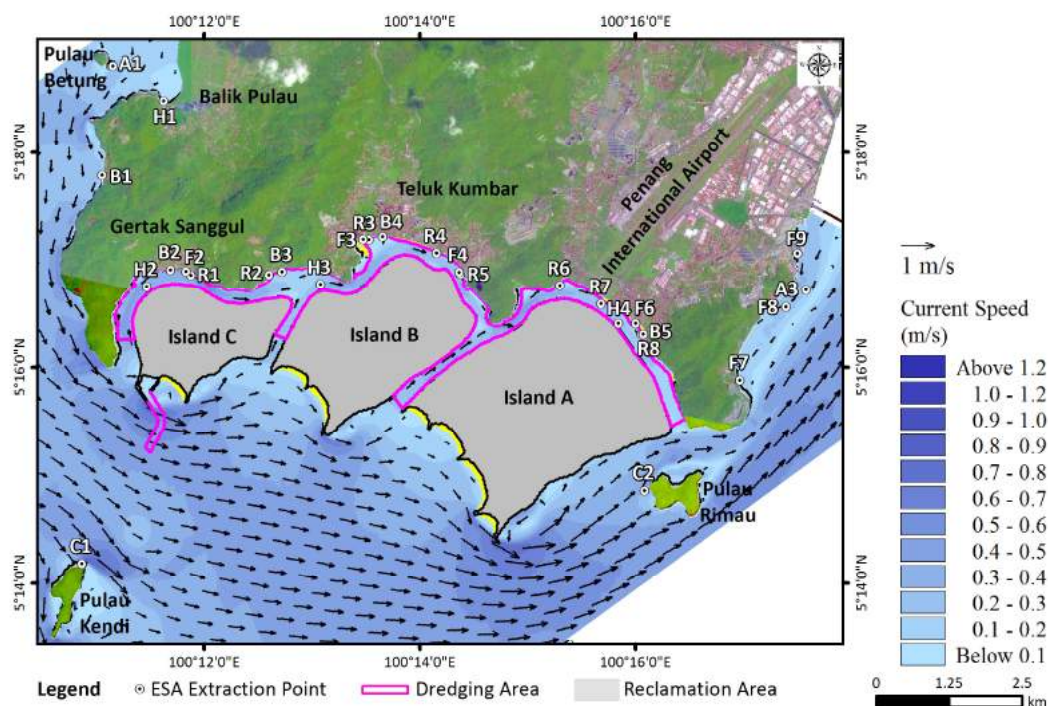 100°12'0"E
100°14'0"E
100°16'0"E
5°18'0"N
5°16'0"N
5°14'0"N
5°18'0"N
5°16'0"N
5°14'0"N
100°12'0"E
100°14'0"E
100°16'0"E
Pulau
Betung
A1
H1
Balik Pulau
B1
Gertak Sanggul
Teluk Kumbar
Penang
International Airport
H2
B2
F2
R1
R2
B3
H3
F3
R3
B4
R4
F4
R5
R6
R7
H4
F6
B5
R8
F9
A3
F8
F7
Island C
Island B
Island A
C2
Pulau
Rimau
C1
Pulau
Kendi
1 m/s
Current Speed
(m/s)
Above 1.2
1.0 - 1.2
0.9 - 1.0
0.8 - 0.9
0.7 - 0.8
0.6 - 0.7
0.5 - 0.6
0.4 - 0.5
0.3 - 0.4
0.2 - 0.3
0.1 - 0.2
Below 0.1
0 1.25 2.5
km
Legend
ESA Extraction Point
Dredging Area
Reclamation Area